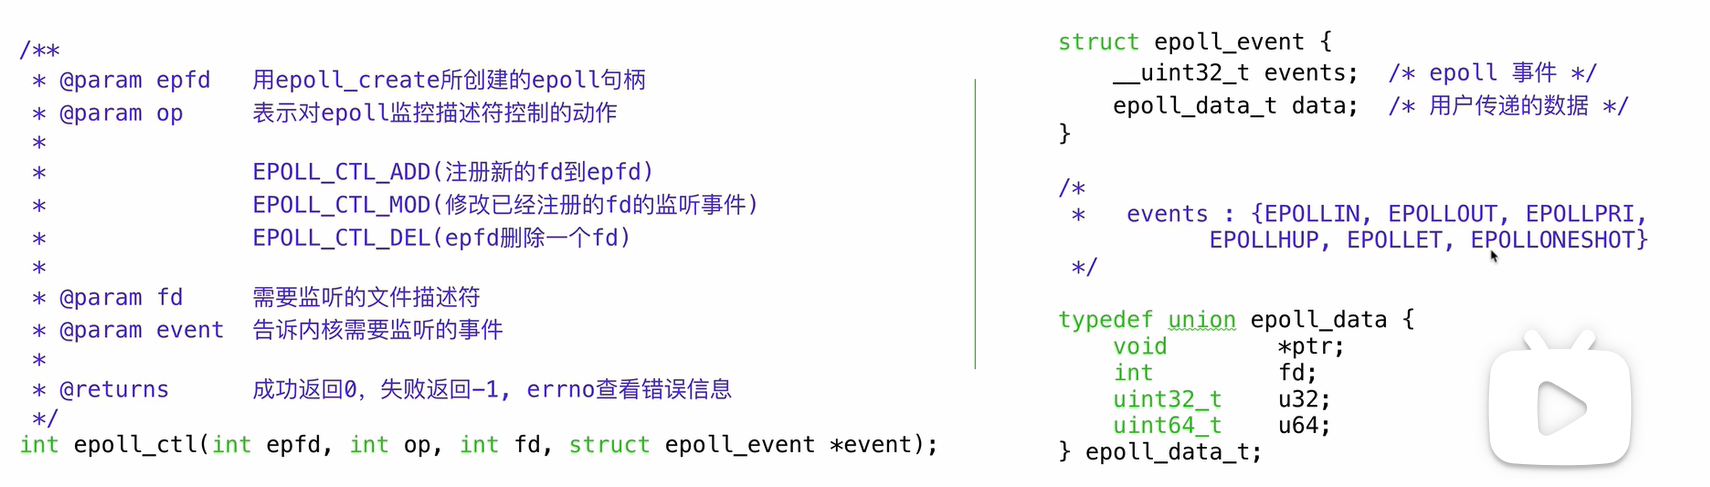 /**
 * @param epfd   用epoll_create所创建的epoll句柄
 * @param op     表示对epoll监控描述符控制的动作
 *
 *               EPOLL_CTL_ADD(注册新的fd到epfd)
 *               EPOLL_CTL_MOD(修改已经注册的fd的监听事件)
 *               EPOLL_CTL_DEL(epfd删除一个fd)
 *
 * @param fd     需要监听的文件描述符
 * @param event  告诉内核需要监听的事件
 *
 * @returns      成功返回0, 失败返回-1, errno查看错误信息
 */
int epoll_ctl(int epfd, int op, int fd, struct epoll_event *event);
struct epoll_event {
    __uint32_t events;  /* epoll 事件 */
    epoll_data_t data;  /* 用户传递的数据 */
}
/*
 *   events : {EPOLLIN, EPOLLOUT, EPOLLPRI,
           EPOLLHUP, EPOLLET, EPOLLONESHOT}
 */
typedef union epoll_data {
    void        *ptr;
    int         fd;
    uint32_t    u32;
    uint64_t    u64;
} epoll_data_t;